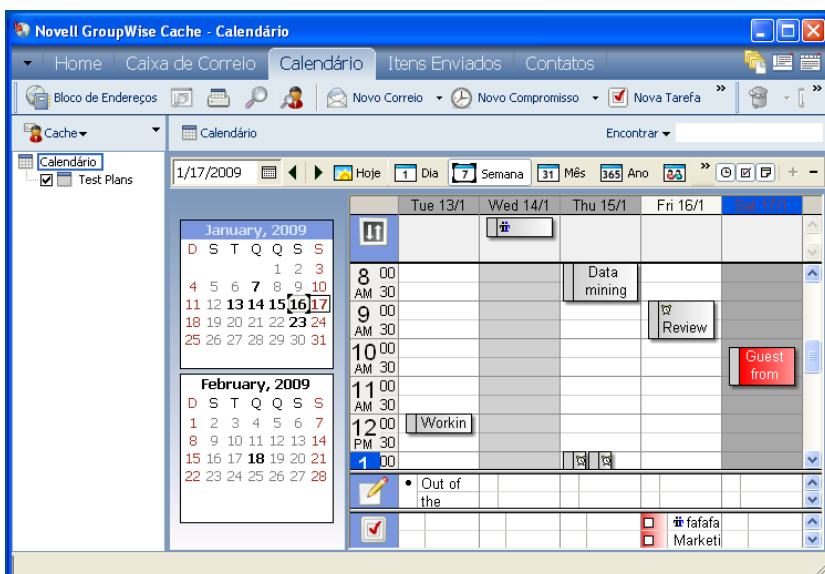 Novell GroupWise Cache - Calendário
Home Caixa de Correio Calendário Itens Enviados Contatos
Bloco de Endereços Novo Correio Novo Compromisso Nova Tarefa »
Cache Calendário Encontrar
Calendário
Test Plans
1/17/2009 Hoje 1 Dia 7 Semana 31 Mês 365 Ano »
Tue 13/1 Wed 14/1 Thu 15/1 Fri 16/1 Sat 17/1
January, 2009
D S T Q Q S S
1 2 3
4 5 6 7 8 9 10
11 12 13 14 15 16 17
18 19 20 21 22 23 24
25 26 27 28 29 30 31
February, 2009
D S T Q Q S S
1 2 3 4 5 6 7
8 9 10 11 12 13 14
15 16 17 18 19 20 21
22 23 24 25 26 27 28
8 00
AM 30
9 00
AM 30
10 00
AM 30
11 00
AM 30
12 00
PM 30
1 00
Data
mining
Review
Guest
from
Workin
• Out of
the
fafafa
Marketi